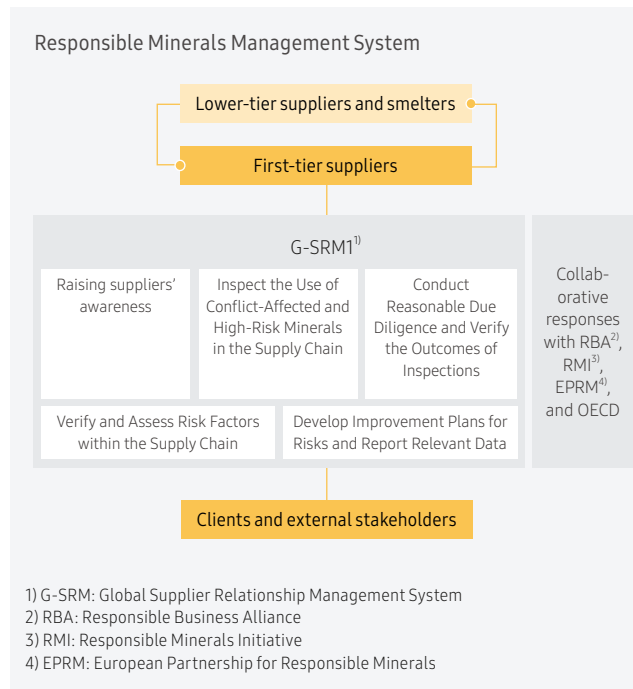 Responsible Minerals Management System
Lower-tier suppliers and smelters
First-tier suppliers
G-SRM1¹⁾
Raising suppliers'
awareness
Inspect the Use of
Conflict-Affected and
High-Risk Minerals
in the Supply Chain
Conduct
Reasonable Due
Diligence and Verify
the Outcomes of
Inspections
Verify and Assess Risk Factors
within the Supply Chain
Develop Improvement Plans for
Risks and Report Relevant Data
Collab-
orative
responses
with RBA²⁾,
RMI³⁾,
EPRM⁴⁾,
and OECD
Clients and external stakeholders
1) G-SRM: Global Supplier Relationship Management System
2) RBA: Responsible Business Alliance
3) RMI: Responsible Minerals Initiative
4) EPRM: European Partnership for Responsible Minerals